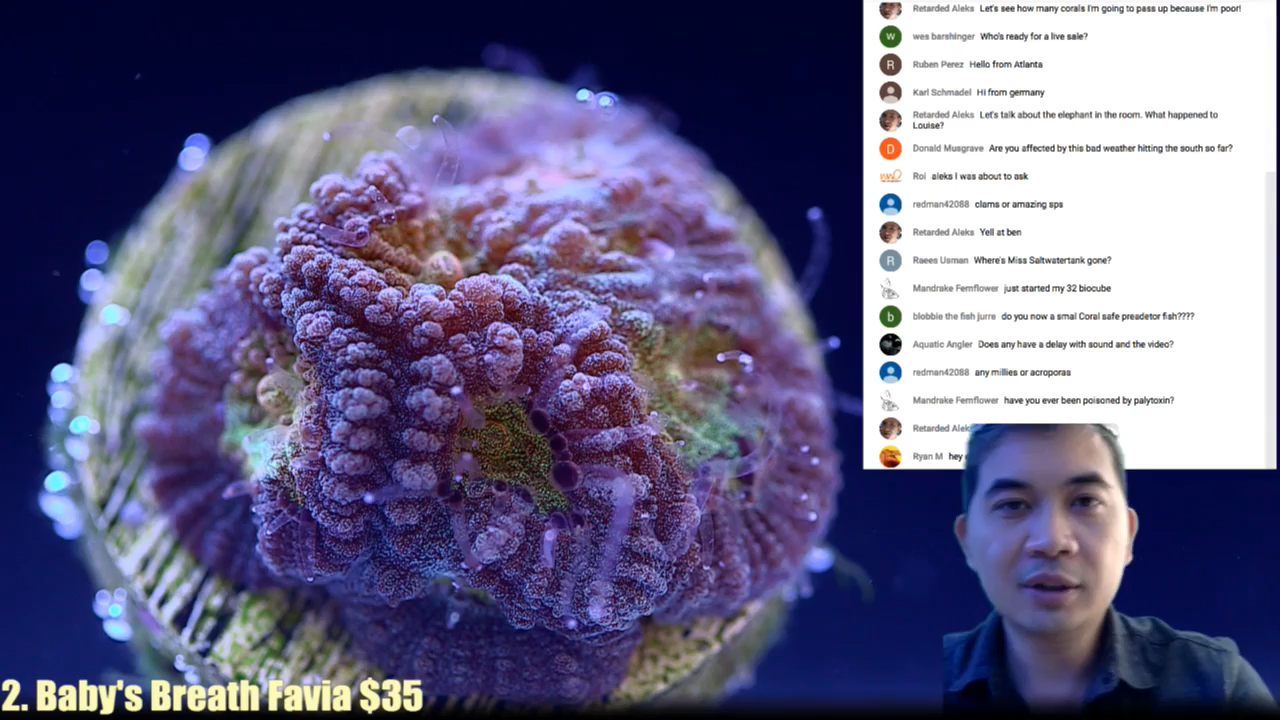 Retarded Aleks Let's see how many corals I'm going to pass up because I'm poor!
W wes barshinger Who's ready for a live sale?
R Ruben Perez Hello from Atlanta
Karl Schmadel Hi from germany
Retarded Aleks Let's talk about the elephant in the room. What happened to
Louise?
D Donald Musgrave Are you affected by this bad weather hitting the south so far?
Roi aleks I was about to ask
redman42088 clams or amazing sps
Retarded Aleks Yell at ben
R Raees Usman Where's Miss Saltwatertank gone?
Mandrake Fernflower just started my 32 biocube
b blobbie the fish jurre do you now a smal Coral safe preadetor fish????
Aquatic Angler Does any have a delay with sound and the video?
redman42088 any millies or acroporas
Mandrake Fernflower have you ever been poisoned by palytoxin?
Retarded Alek
Ryan M hey
2. Baby's Breath Favia $35